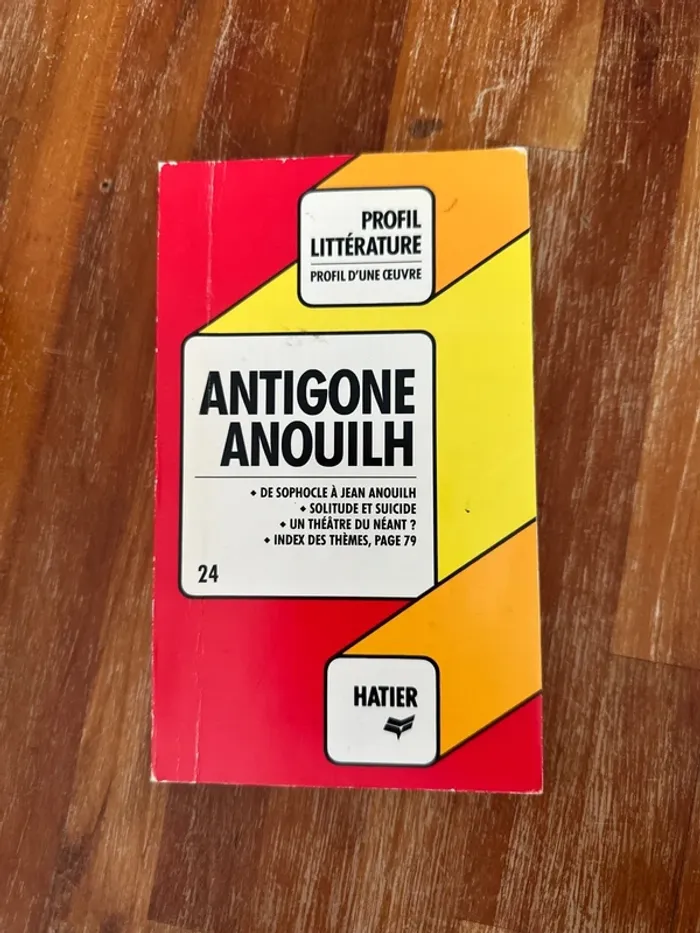 PROFIL
LITTÉRATURE
PROFIL D'UNE ŒUVRE
ANTIGONE
ANOUILH
• DE SOPHOCLE À JEAN ANOUILH
• SOLITUDE ET SUICIDE
• UN THÉÂTRE DU NÉANT ?
• INDEX DES THÈMES, PAGE 79
24
HATIER